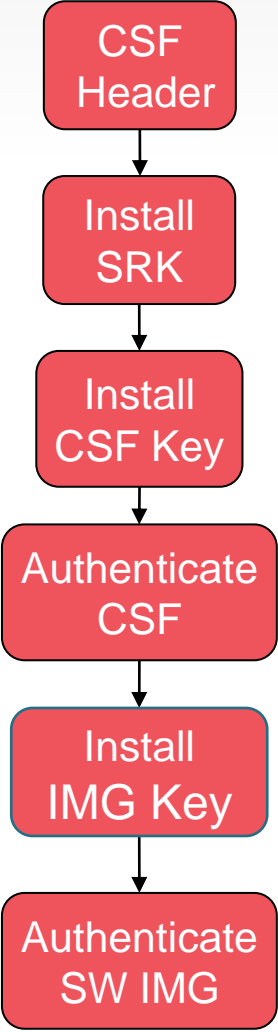 CSF
Header
Install
SRK
Install
CSF Key
Authenticate
CSF
Install
IMG Key
Authenticate
SW IMG